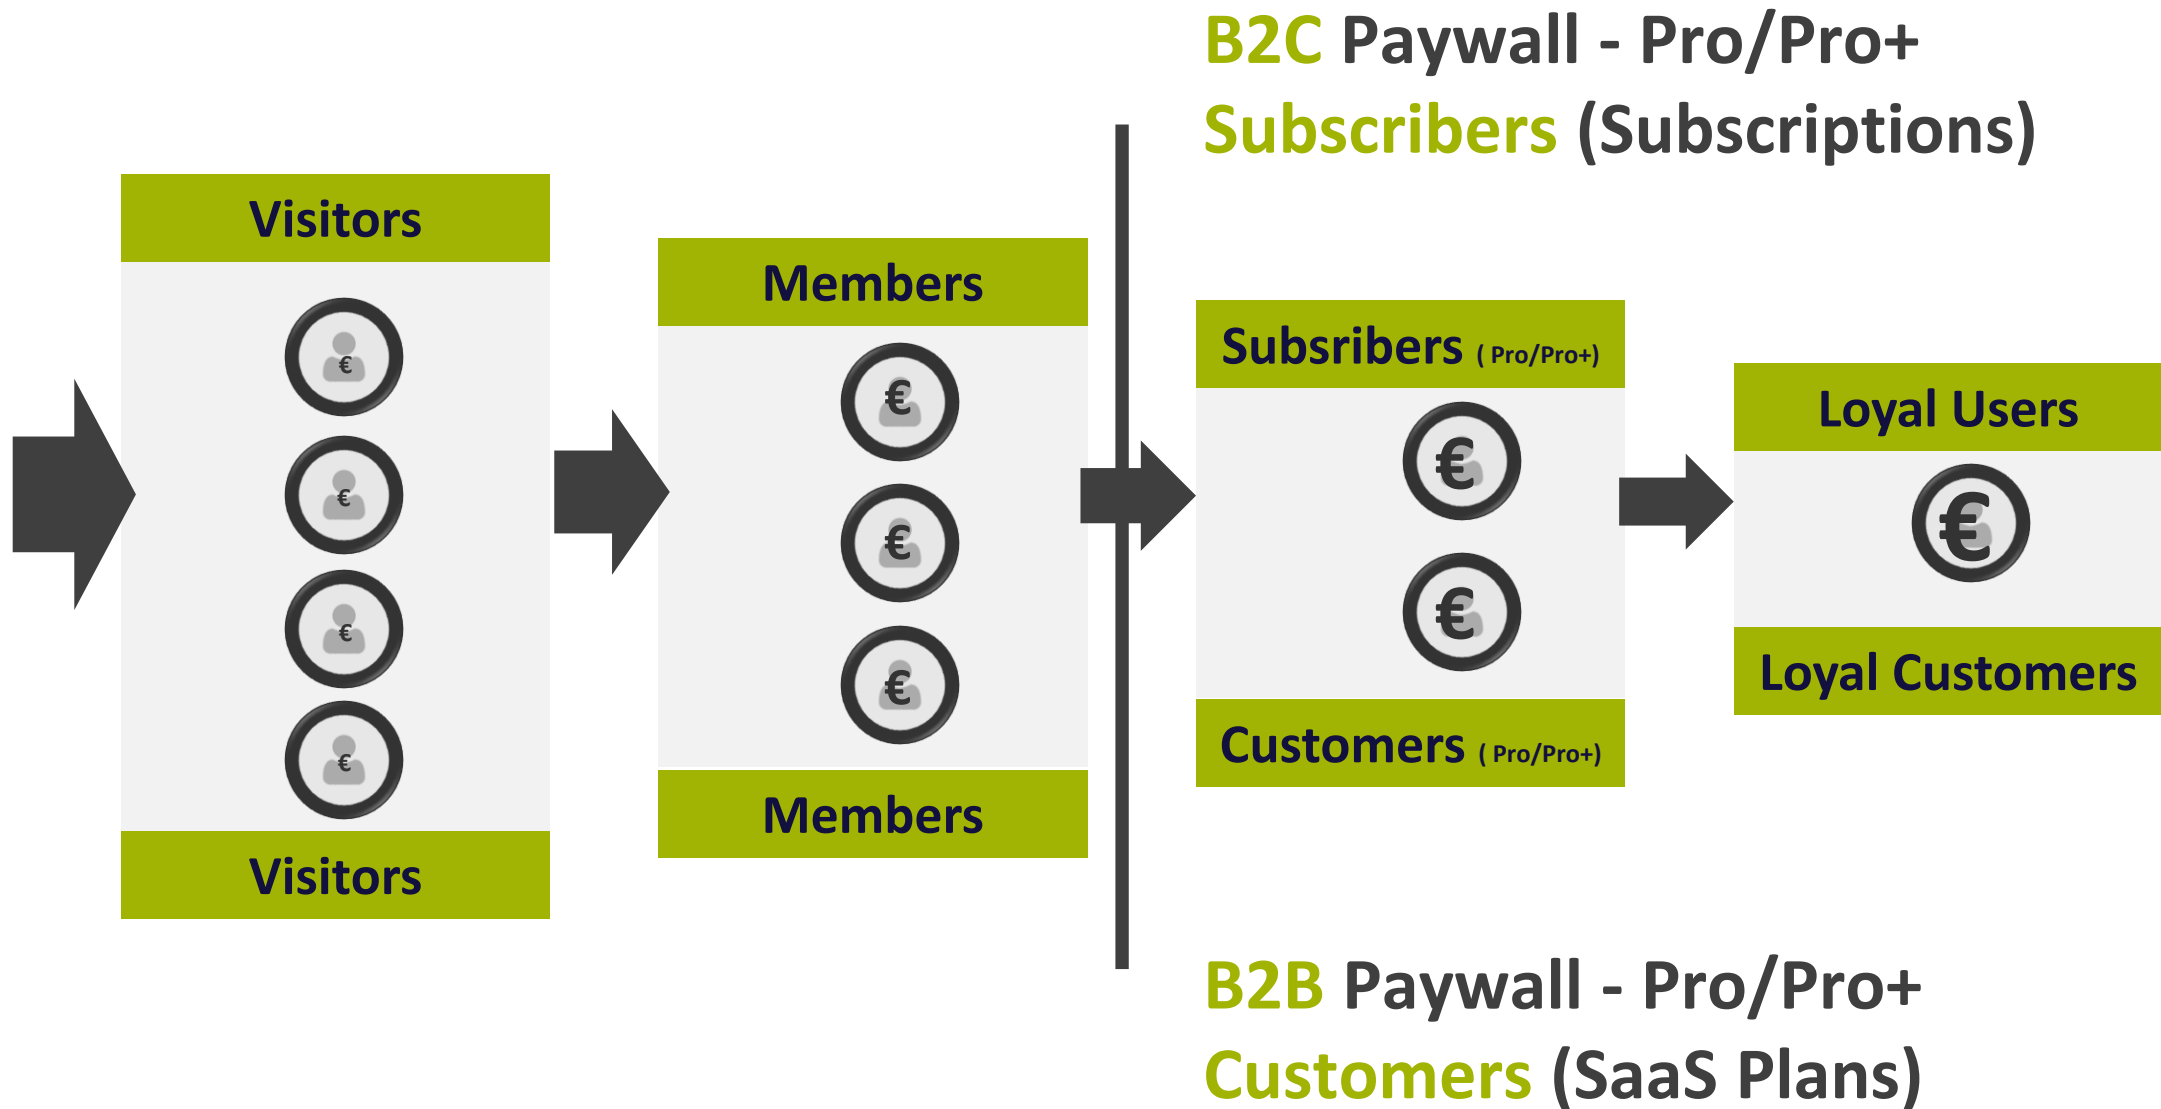 B2C Paywall - Pro/Pro+
Subscribers (Subscriptions)
Visitors
€
€
€
€
Visitors
Members
€
€
€
Members
Subsribers ( Pro/Pro+)
€
€
Customers ( Pro/Pro+)
Loyal Users
€
Loyal Customers
B2B Paywall - Pro/Pro+
Customers (SaaS Plans)